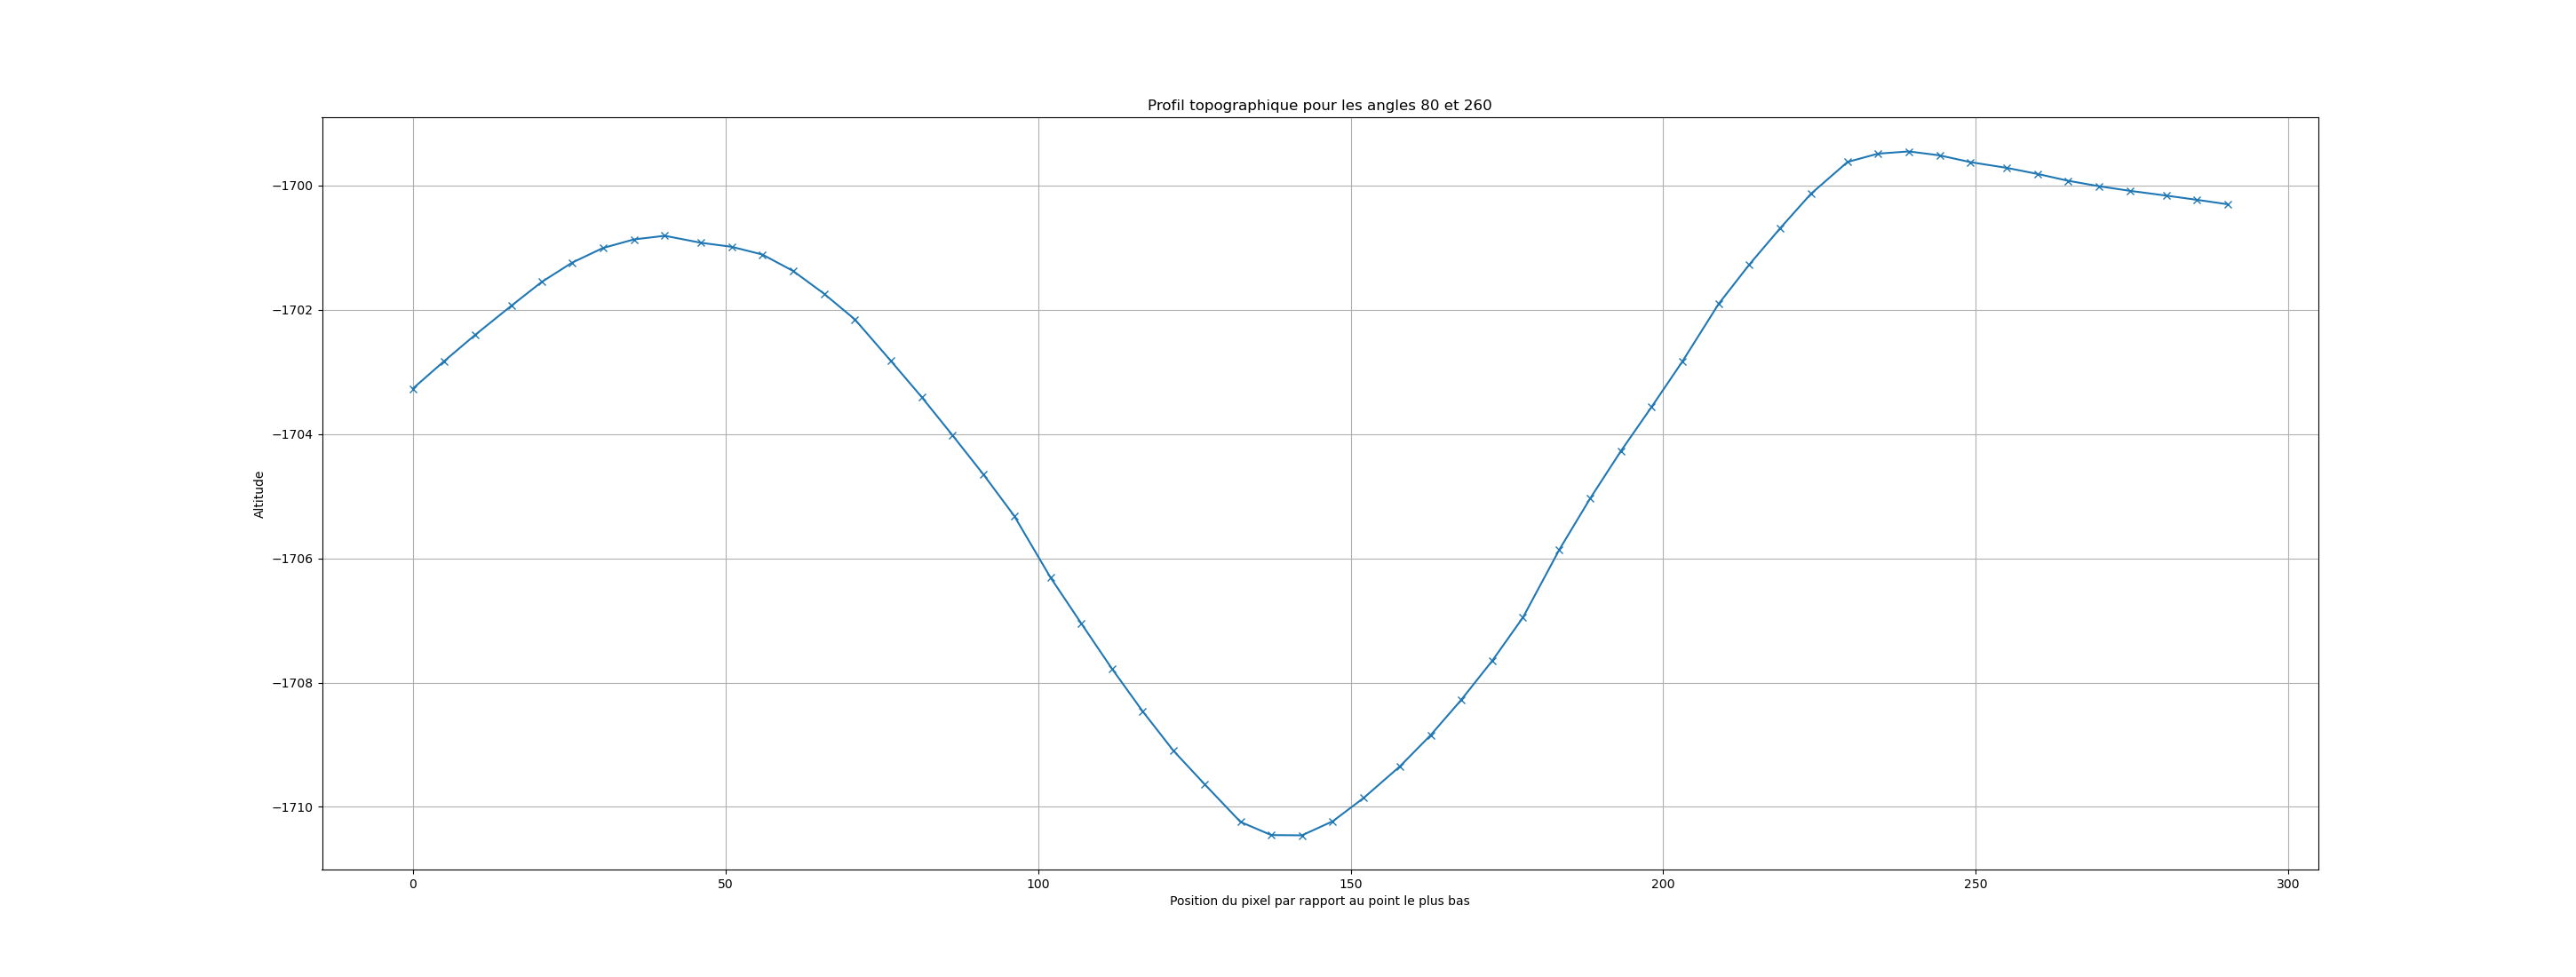 Profil topographique pour les angles 80 et 260
−1700
−1702
−1704
−1706
−1708
−1710
Altitude
0 50 100 150 200 250 300
Position du pixel par rapport au point le plus bas